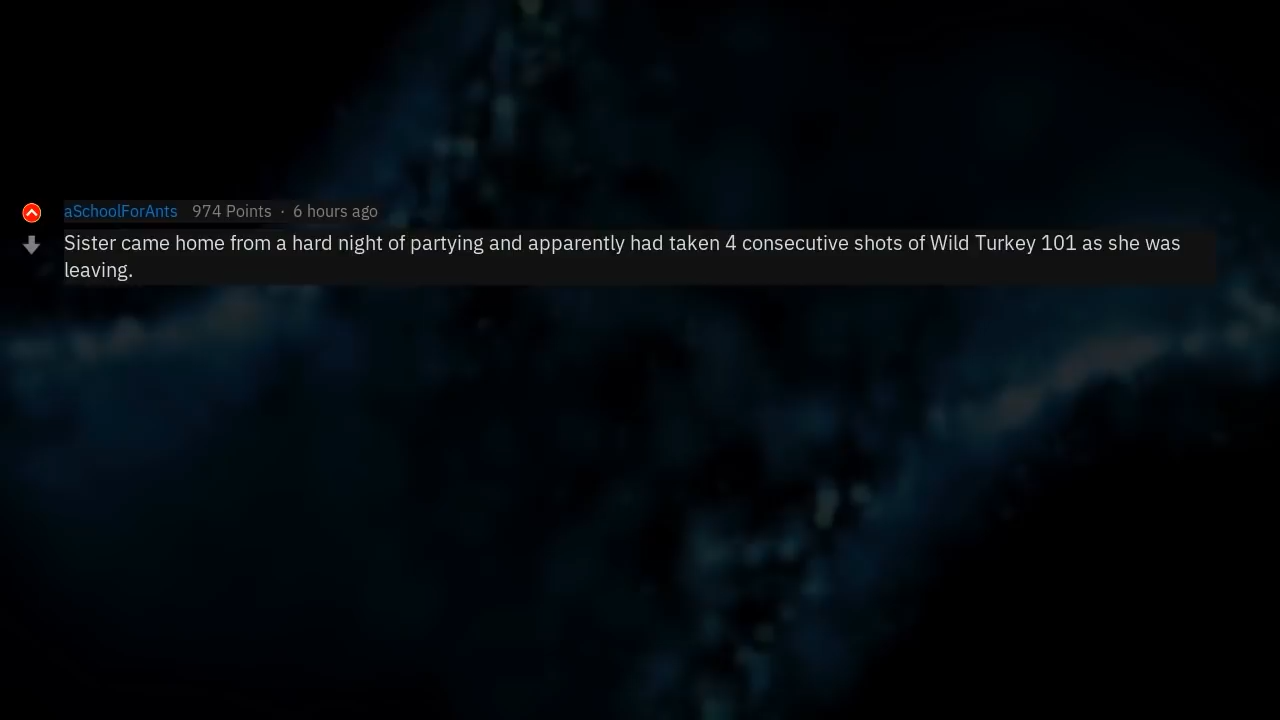 aSchoolForAnts 974 Points · 6 hours ago
Sister came home from a hard night of partying and apparently had taken 4 consecutive shots of Wild Turkey 101 as she was
leaving.